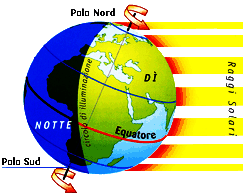 Polo Nord
DÌ
Raggi Solari
circolo di illuminazione
NOTTE
Equatore
Polo Sud